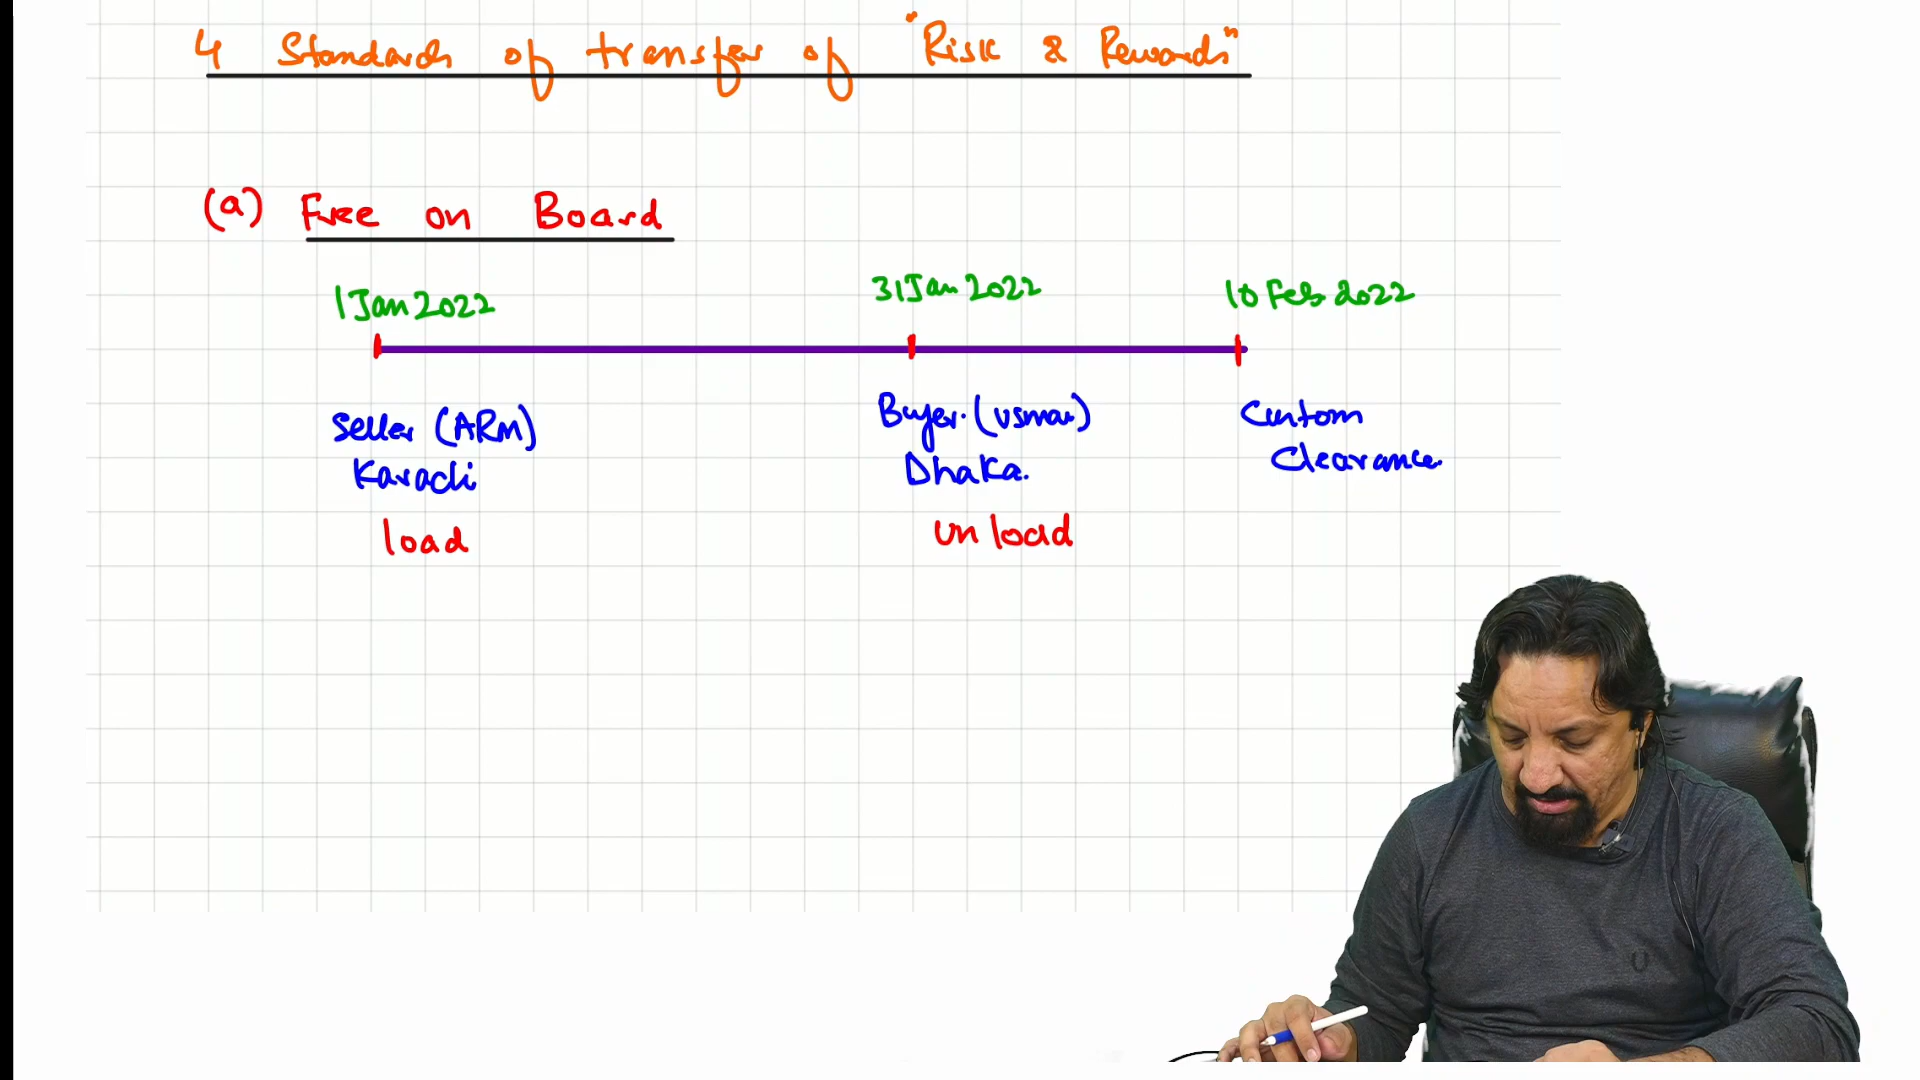 4 Standards of transfer of "Risk & Rewards"
(a) Free on Board
1 Jan 2022 31 Jan 2022 10 Feb 2022
Seller (ARM) Buyer. (Usman) Custom
Karachi Dhaka. Clearance.
load unload